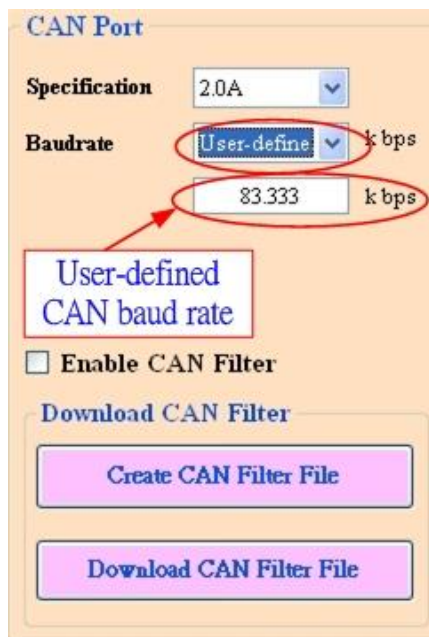 CAN Port
Specification 2.0A
Baudrate User-define k bps
83.333 k bps
User-defined
CAN baud rate
Enable CAN Filter
Download CAN Filter
Create CAN Filter File
Download CAN Filter File